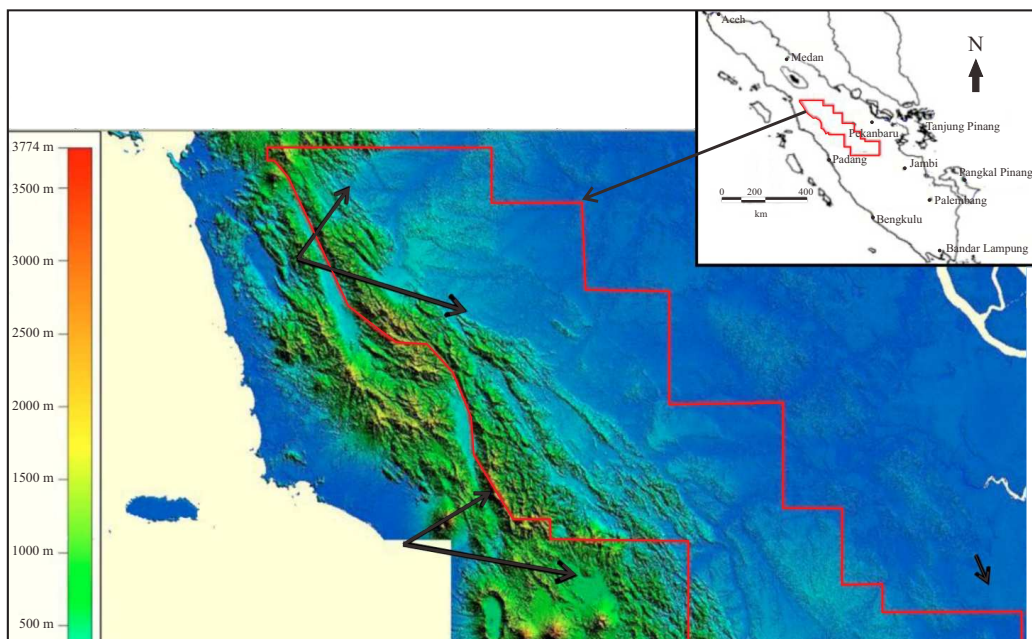 3774 m
3500 m
3000 m
2500 m
2000 m
1500 m
1000 m
500 m
Aceh
N
Medan
Pekanbaru
Tanjung Pinang
Padang
Jambi
Pangkal Pinang
0 200 400
km
Palembang
Bengkulu
Bandar Lampung